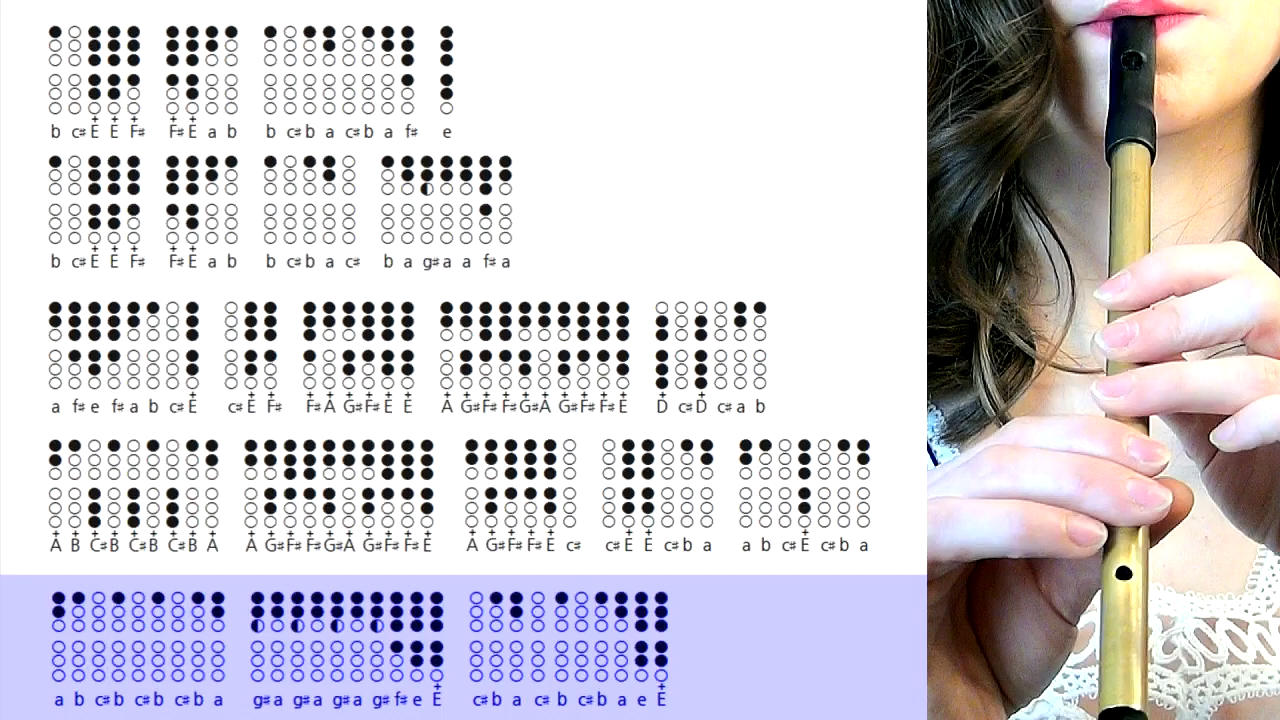 b c♯ E E F♯ F♯ E a b b c♯ b a c♯ b a f♯ e
b c♯ E E F♯ F♯ E a b b c♯ b a c♯ b a g♯ a a f♯ a
a f♯ e f♯ a b c♯ E c♯ E F♯ F♯ A G♯ F♯ E E A G♯ F♯ F♯ G♯ A G♯ F♯ F♯ E D c♯ D c♯ a b
A B C♯ B C♯ B C♯ B A A G♯ F♯ F♯ G♯ A G♯ F♯ F♯ E A G♯ F♯ F♯ E c♯ c♯ E E c♯ b a a b c♯ E c♯ b a
a b c♯ b c♯ b c♯ b a g♯ a g♯ a g♯ a g♯ f♯ e E c♯ b a c♯ b c♯ b a e E